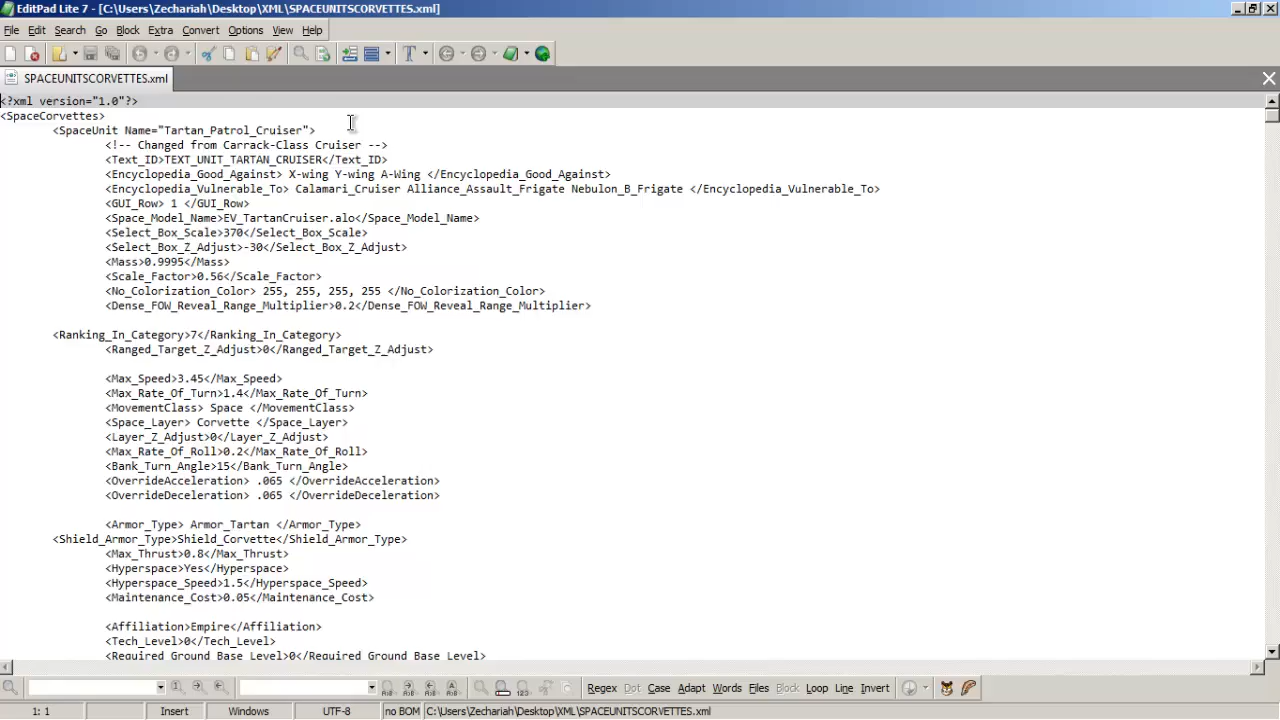 EditPad Lite 7 - [C:\Users\Zechariah\Desktop\XML\SPACEUNITSCORVETTES.xml]
File Edit Search Go Block Extra Convert Options View Help
SPACEUNITSCORVETTES.xml
<?xml version="1.0"?>
<SpaceCorvettes>
<SpaceUnit Name="Tartan_Patrol_Cruiser">
<!-- Changed from Carrack-Class Cruiser -->
<Text_ID>TEXT_UNIT_TARTAN_CRUISER</Text_ID>
<Encyclopedia_Good_Against> X-wing Y-wing A-Wing </Encyclopedia_Good_Against>
<Encyclopedia_Vulnerable_To> Calamari_Cruiser Alliance_Assault_Frigate Nebulon_B_Frigate </Encyclopedia_Vulnerable_To>
<GUI_Row> 1 </GUI_Row>
<Space_Model_Name>EV_TartanCruiser.alo</Space_Model_Name>
<Select_Box_Scale>370</Select_Box_Scale>
<Select_Box_Z_Adjust>-30</Select_Box_Z_Adjust>
<Mass>0.9995</Mass>
<Scale_Factor>0.56</Scale_Factor>
<No_Colorization_Color> 255, 255, 255, 255 </No_Colorization_Color>
<Dense_FOW_Reveal_Range_Multiplier>0.2</Dense_FOW_Reveal_Range_Multiplier>
<Ranking_In_Category>7</Ranking_In_Category>
<Ranged_Target_Z_Adjust>0</Ranged_Target_Z_Adjust>
<Max_Speed>3.45</Max_Speed>
<Max_Rate_Of_Turn>1.4</Max_Rate_Of_Turn>
<MovementClass> Space </MovementClass>
<Space_Layer> Corvette </Space_Layer>
<Layer_Z_Adjust>0</Layer_Z_Adjust>
<Max_Rate_Of_Roll>0.2</Max_Rate_Of_Roll>
<Bank_Turn_Angle>15</Bank_Turn_Angle>
<OverrideAcceleration> .065 </OverrideAcceleration>
<OverrideDeceleration> .065 </OverrideDeceleration>
<Armor_Type> Armor_Tartan </Armor_Type>
<Shield_Armor_Type>Shield_Corvette</Shield_Armor_Type>
<Max_Thrust>0.8</Max_Thrust>
<Hyperspace>Yes</Hyperspace>
<Hyperspace_Speed>1.5</Hyperspace_Speed>
<Maintenance_Cost>0.05</Maintenance_Cost>
<Affiliation>Empire</Affiliation>
<Tech_Level>0</Tech_Level>
<Required_Ground_Base_Level>0</Required_Ground_Base_Level>
Regex Dot Case Adapt Words Files Block Loop Line Invert
1: 1 Insert Windows UTF-8 no BOM C:\Users\Zechariah\Desktop\XML\SPACEUNITSCORVETTES.xml